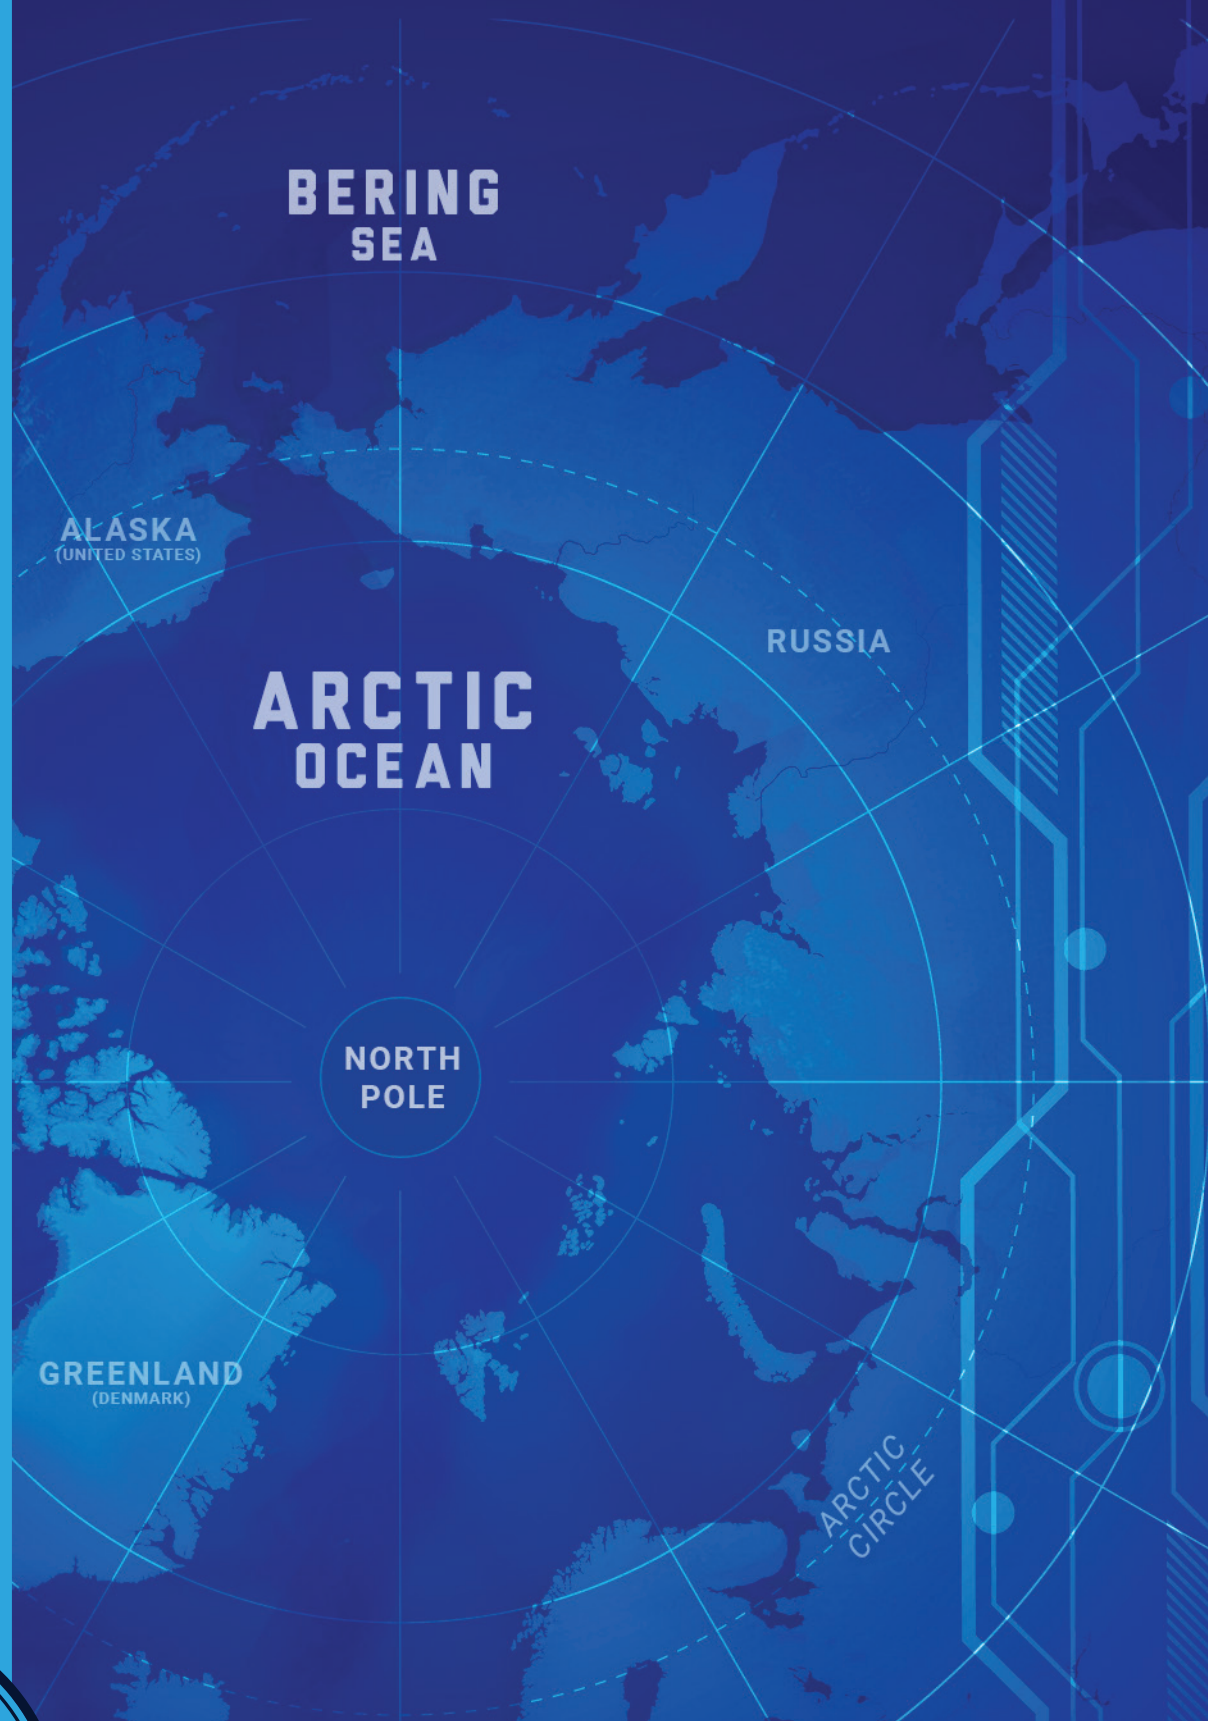 BERING
SEA
ALASKA
(UNITED STATES)
RUSSIA
ARCTIC
OCEAN
NORTH
POLE
GREENLAND
(DENMARK)
ARCTIC
CIRCLE